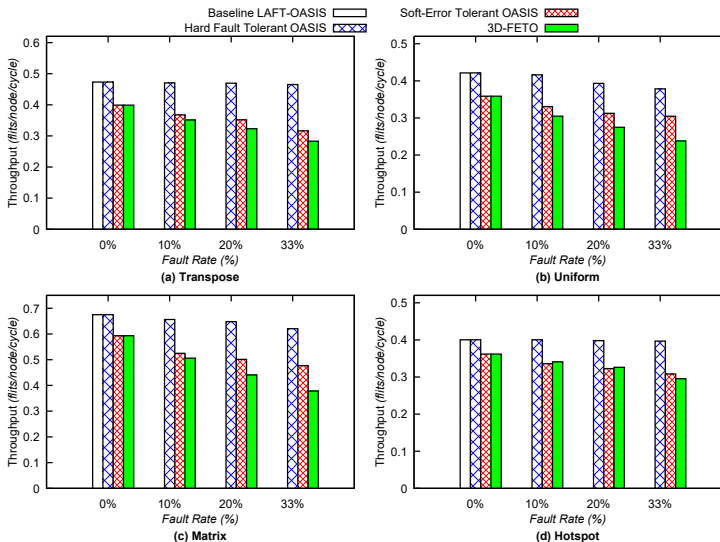 Baseline LAFT-OASIS
Hard Fault Tolerant OASIS
Soft-Error Tolerant OASIS
3D-FETO
Throughput (flits/node/cycle)
0.6
0.5
0.4
0.3
0.2
0.1
0
0% 10% 20% 33%
Fault Rate (%)
(a) Transpose
Throughput (flits/node/cycle)
0.5
0.4
0.3
0.2
0.1
0
0% 10% 20% 33%
Fault Rate (%)
(b) Uniform
Throughput (flits/node/cycle)
0.7
0.6
0.5
0.4
0.3
0.2
0.1
0
0% 10% 20% 33%
Fault Rate (%)
(c) Matrix
Throughput (flits/node/cycle)
0.5
0.4
0.3
0.2
0.1
0
0% 10% 20% 33%
Fault Rate (%)
(d) Hotspot